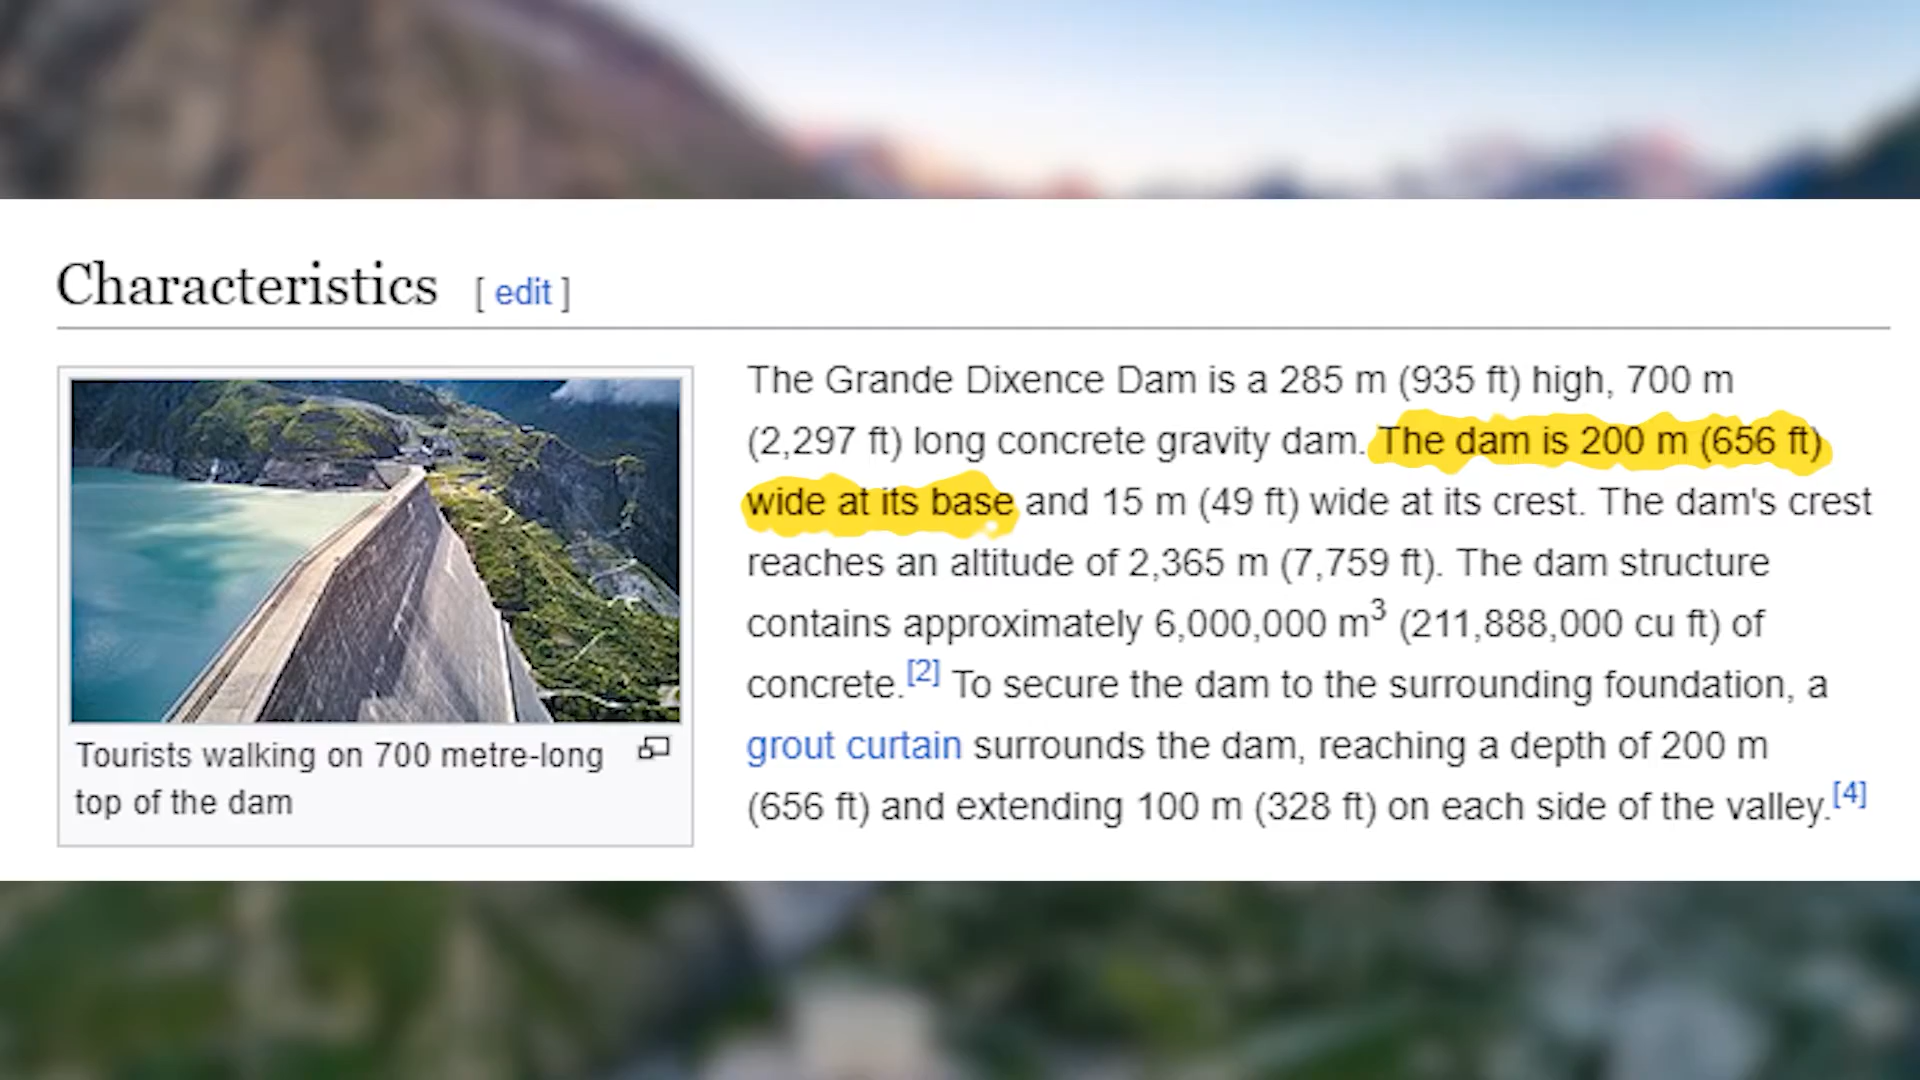 Characteristics [ edit ]
The Grande Dixence Dam is a 285 m (935 ft) high, 700 m
(2,297 ft) long concrete gravity dam. The dam is 200 m (656 ft)
wide at its base and 15 m (49 ft) wide at its crest. The dam's crest
reaches an altitude of 2,365 m (7,759 ft). The dam structure
contains approximately 6,000,000 m³ (211,888,000 cu ft) of
concrete.[2] To secure the dam to the surrounding foundation, a
grout curtain surrounds the dam, reaching a depth of 200 m
(656 ft) and extending 100 m (328 ft) on each side of the valley.[4]
Tourists walking on 700 metre-long
top of the dam